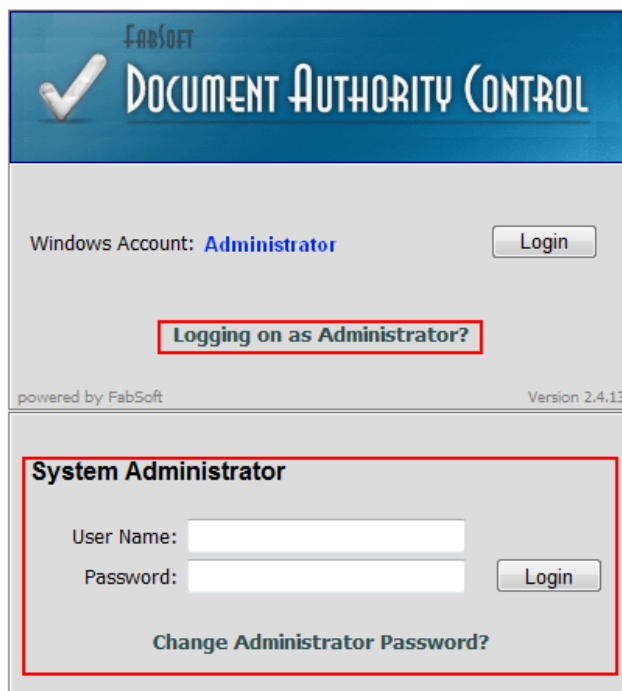 FABSOFT
DOCUMENT AUTHORITY CONTROL
Windows Account: Administrator Login
Logging on as Administrator?
powered by FabSoft Version 2.4.13
System Administrator
User Name:
Password: Login
Change Administrator Password?